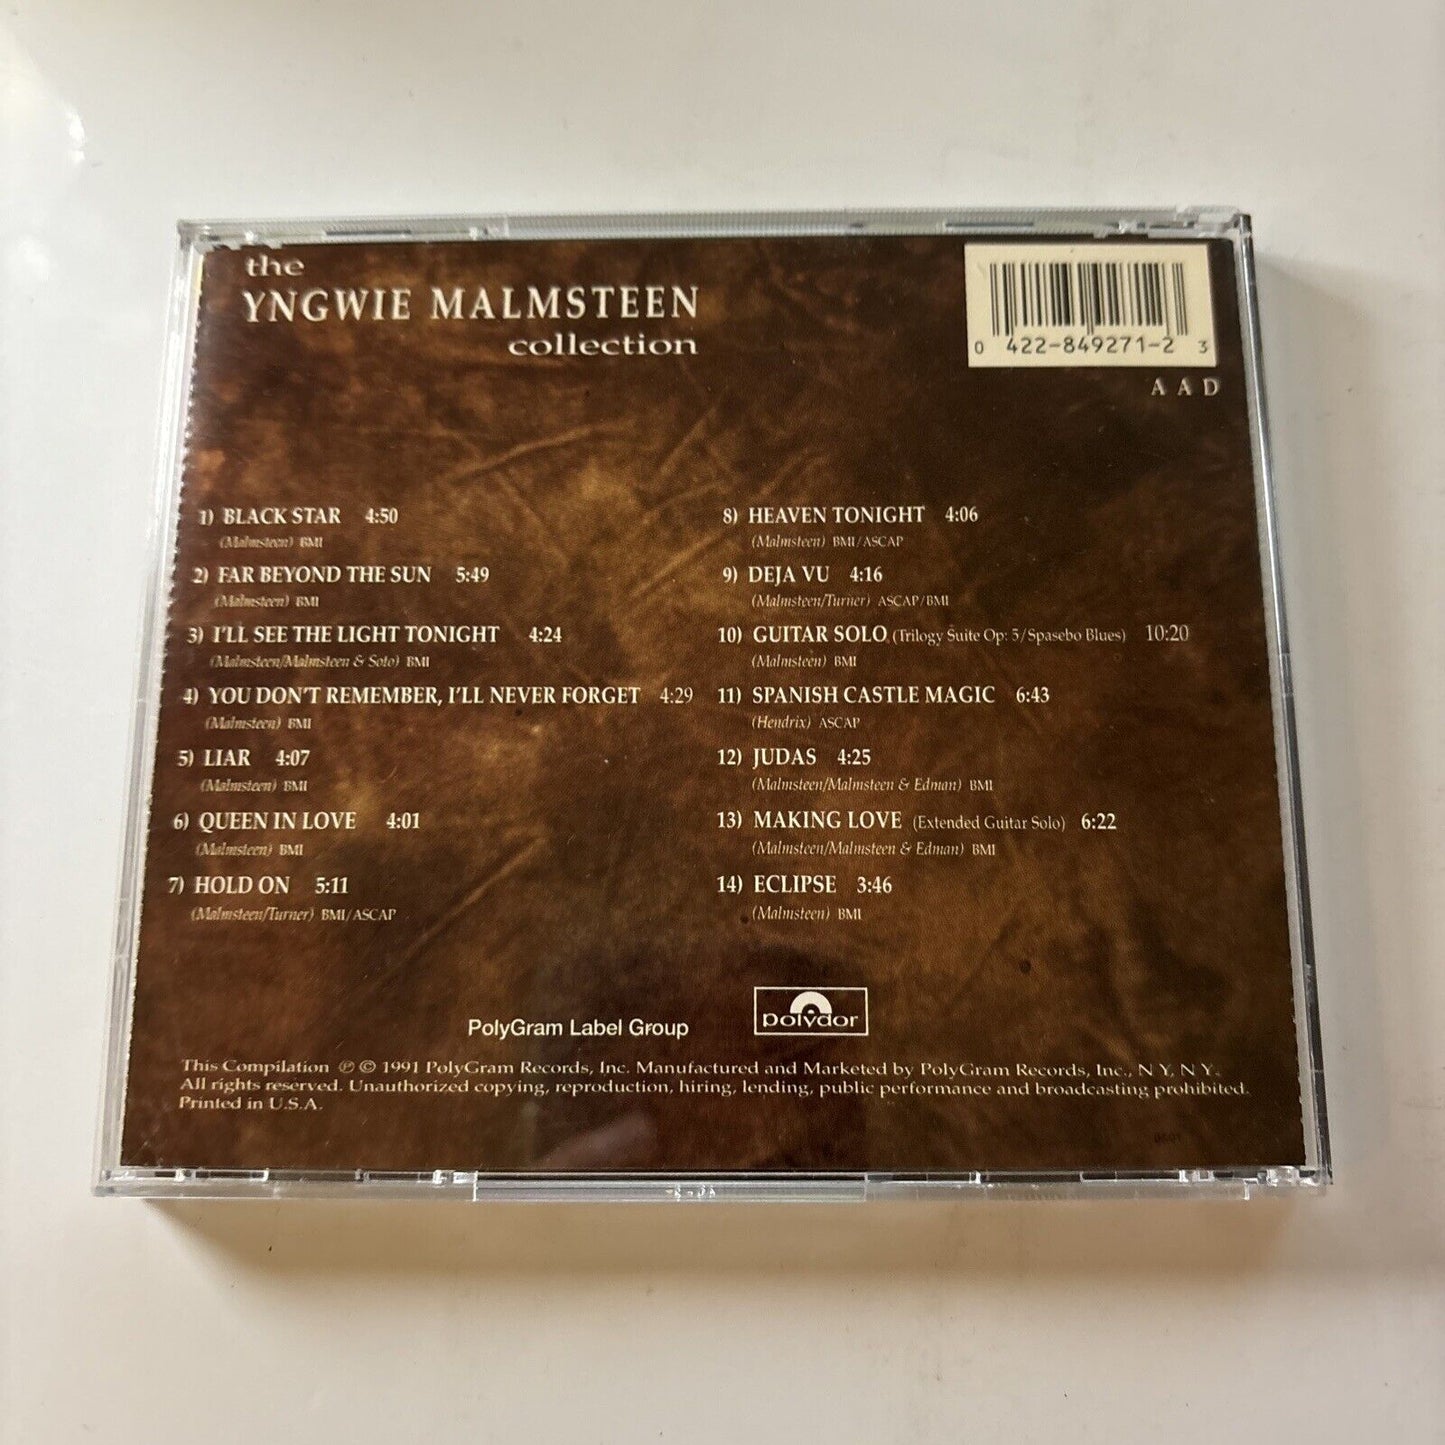 the
YNGWIE MALMSTEEN
collection
0 422-849271-2 3
A A D
1) BLACK STAR 4:50
(Malmsteen) BMI
2) FAR BEYOND THE SUN 5:49
(Malmsteen) BMI
3) I'LL SEE THE LIGHT TONIGHT 4:24
(Malmsteen/Malmsteen & Soto) BMI
4) YOU DON'T REMEMBER, I'LL NEVER FORGET 4:29
(Malmsteen) BMI
5) LIAR 4:07
(Malmsteen) BMI
6) QUEEN IN LOVE 4:01
(Malmsteen) BMI
7) HOLD ON 5:11
(Malmsteen/Turner) BMI/ASCAP
8) HEAVEN TONIGHT 4:06
(Malmsteen) BMI/ASCAP
9) DEJA VU 4:16
(Malmsteen/Turner) ASCAP/BMI
10) GUITAR SOLO (Trilogy Suite Op: 5/Spasebo Blues) 10:20
(Malmsteen) BMI
11) SPANISH CASTLE MAGIC 6:43
(Hendrix) ASCAP
12) JUDAS 4:25
(Malmsteen/Malmsteen & Edman) BMI
13) MAKING LOVE (Extended Guitar Solo) 6:22
(Malmsteen/Malmsteen & Edman) BMI
14) ECLIPSE 3:46
(Malmsteen) BMI
PolyGram Label Group
polydor
This Compilation ℗ © 1991 PolyGram Records, Inc. Manufactured and Marketed by PolyGram Records, Inc., N.Y., N.Y.
All rights reserved. Unauthorized copying, reproduction, hiring, lending, public performance and broadcasting prohibited.
Printed in U.S.A.